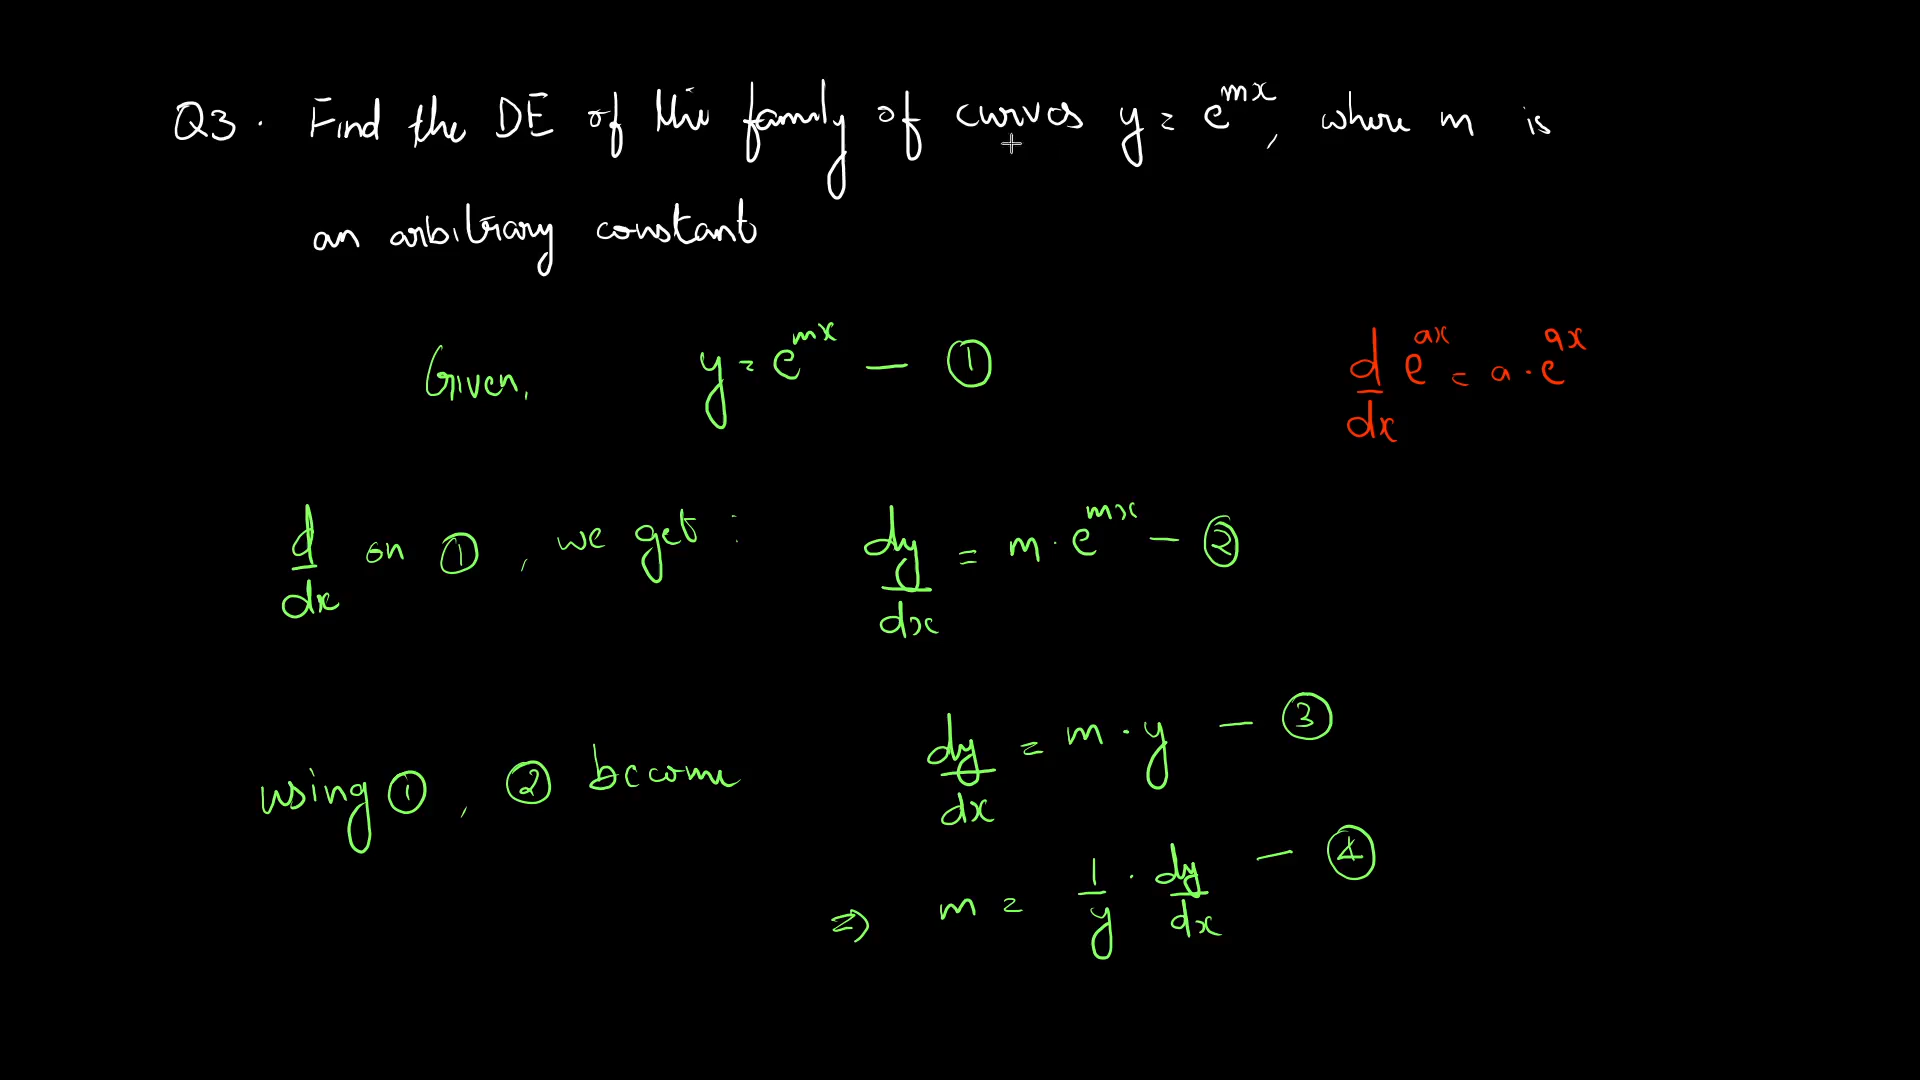 Q3. Find the DE of the family of curves y = e^{mx}, where m is
an arbitrary constant
Given, y = e^{mx} — ①
d/dx e^{ax} = a · e^{ax}
d/dx on ①, we get : dy/dx = m · e^{mx} — ②
using ①, ② become dy/dx = m · y — ③
⇒ m = 1/y · dy/dx — ④